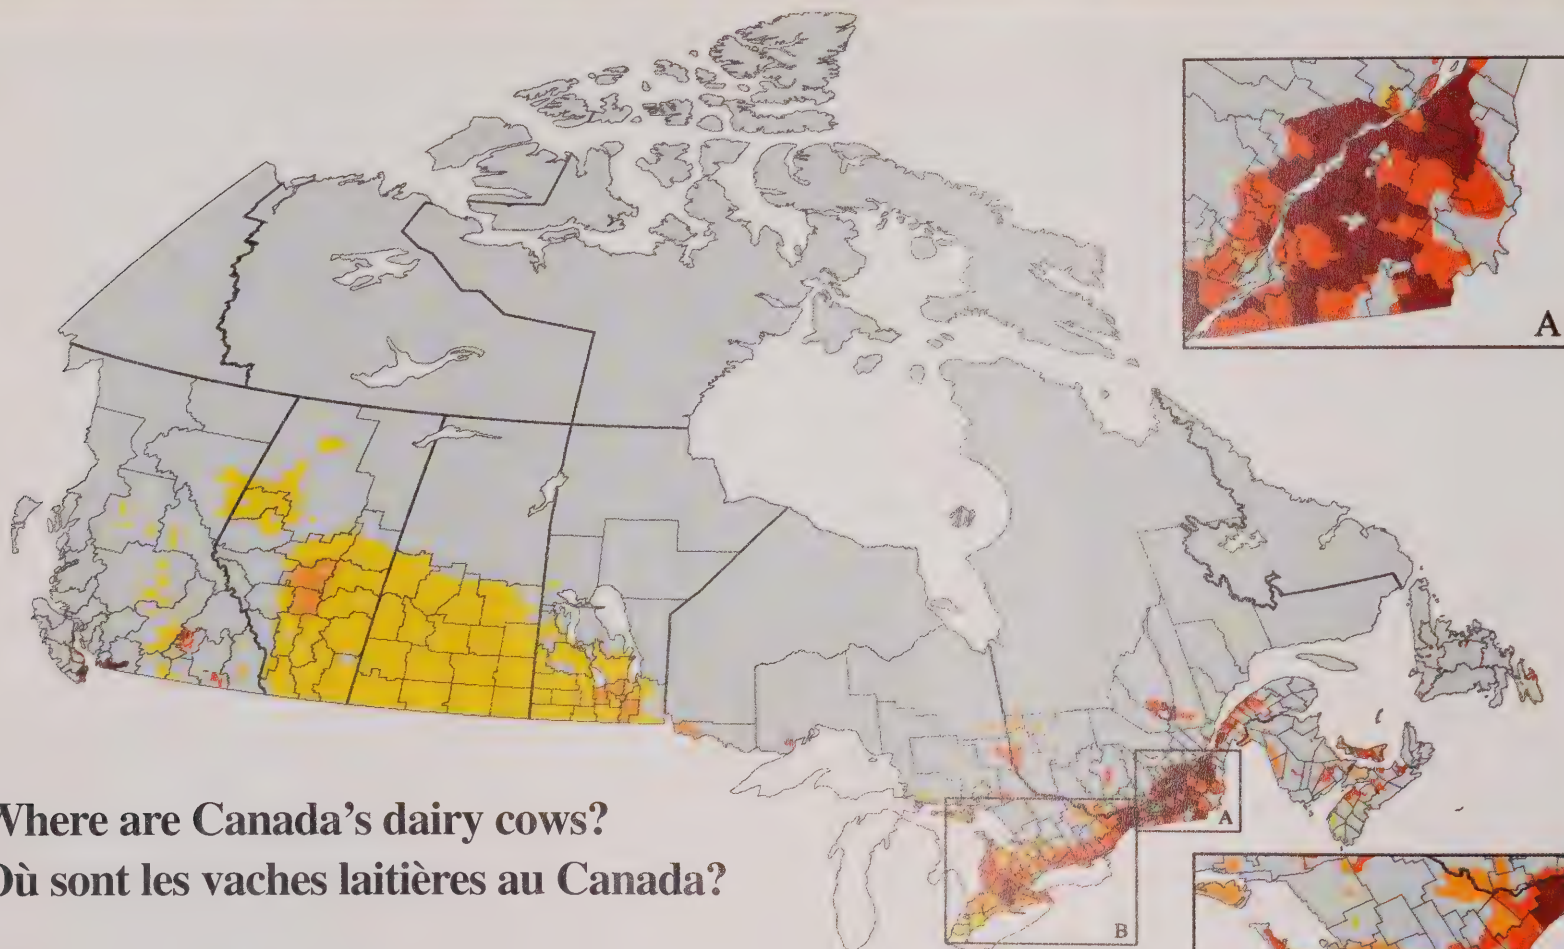 A
Where are Canada's dairy cows?
Où sont les vaches laitières au Canada?
A
B